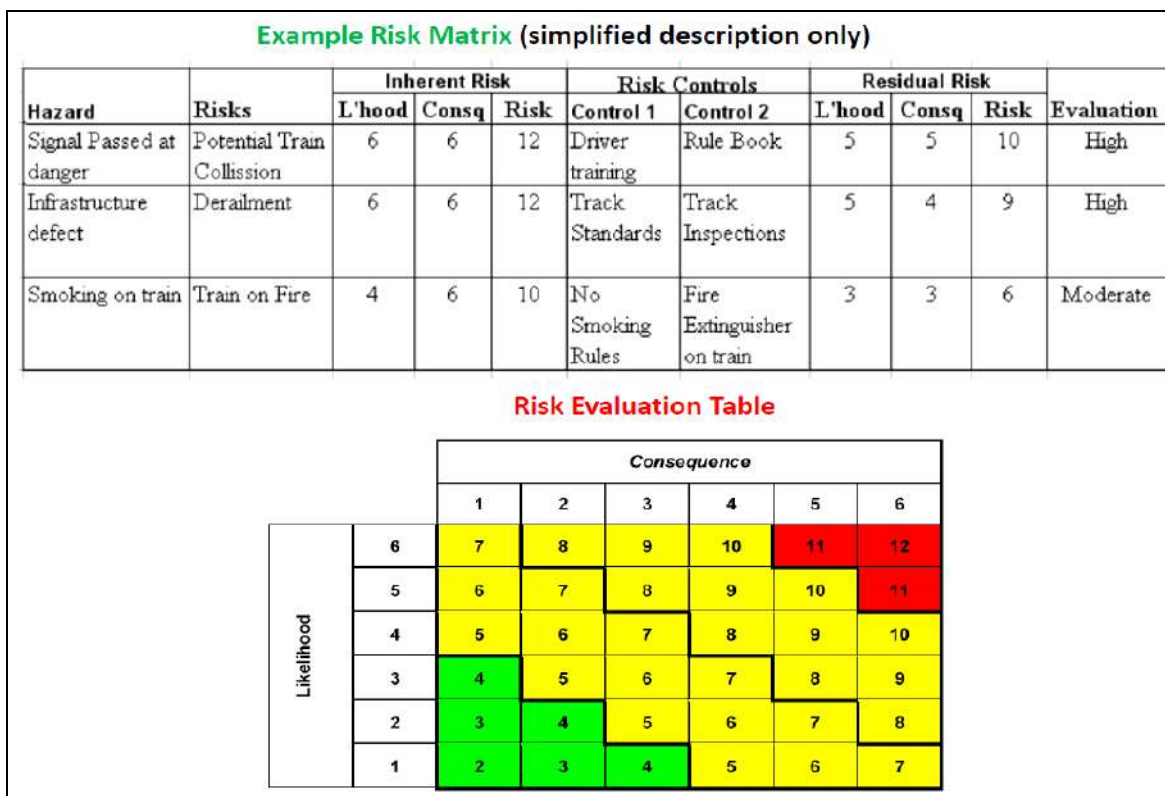 Example Risk Matrix (simplified description only)
Inherent Risk Risk Controls Residual Risk
Hazard Risks L'hood Consq Risk Control 1 Control 2 L'hood Consq Risk Evaluation
Signal Passed at Potential Train 6 6 12 Driver Rule Book 5 5 10 High
danger Collission training
Infrastructure Derailment 6 6 12 Track Track 5 4 9 High
defect Standards Inspections
Smoking on train Train on Fire 4 6 10 No Fire 3 3 6 Moderate
Smoking Extinguisher
Rules on train
Risk Evaluation Table
Consequence
1 2 3 4 5 6
6 7 8 9 10 11 12
5 6 7 8 9 10 11
4 5 6 7 8 9 10
Likelihood
3 4 5 6 7 8 9
2 3 4 5 6 7 8
1 2 3 4 5 6 7